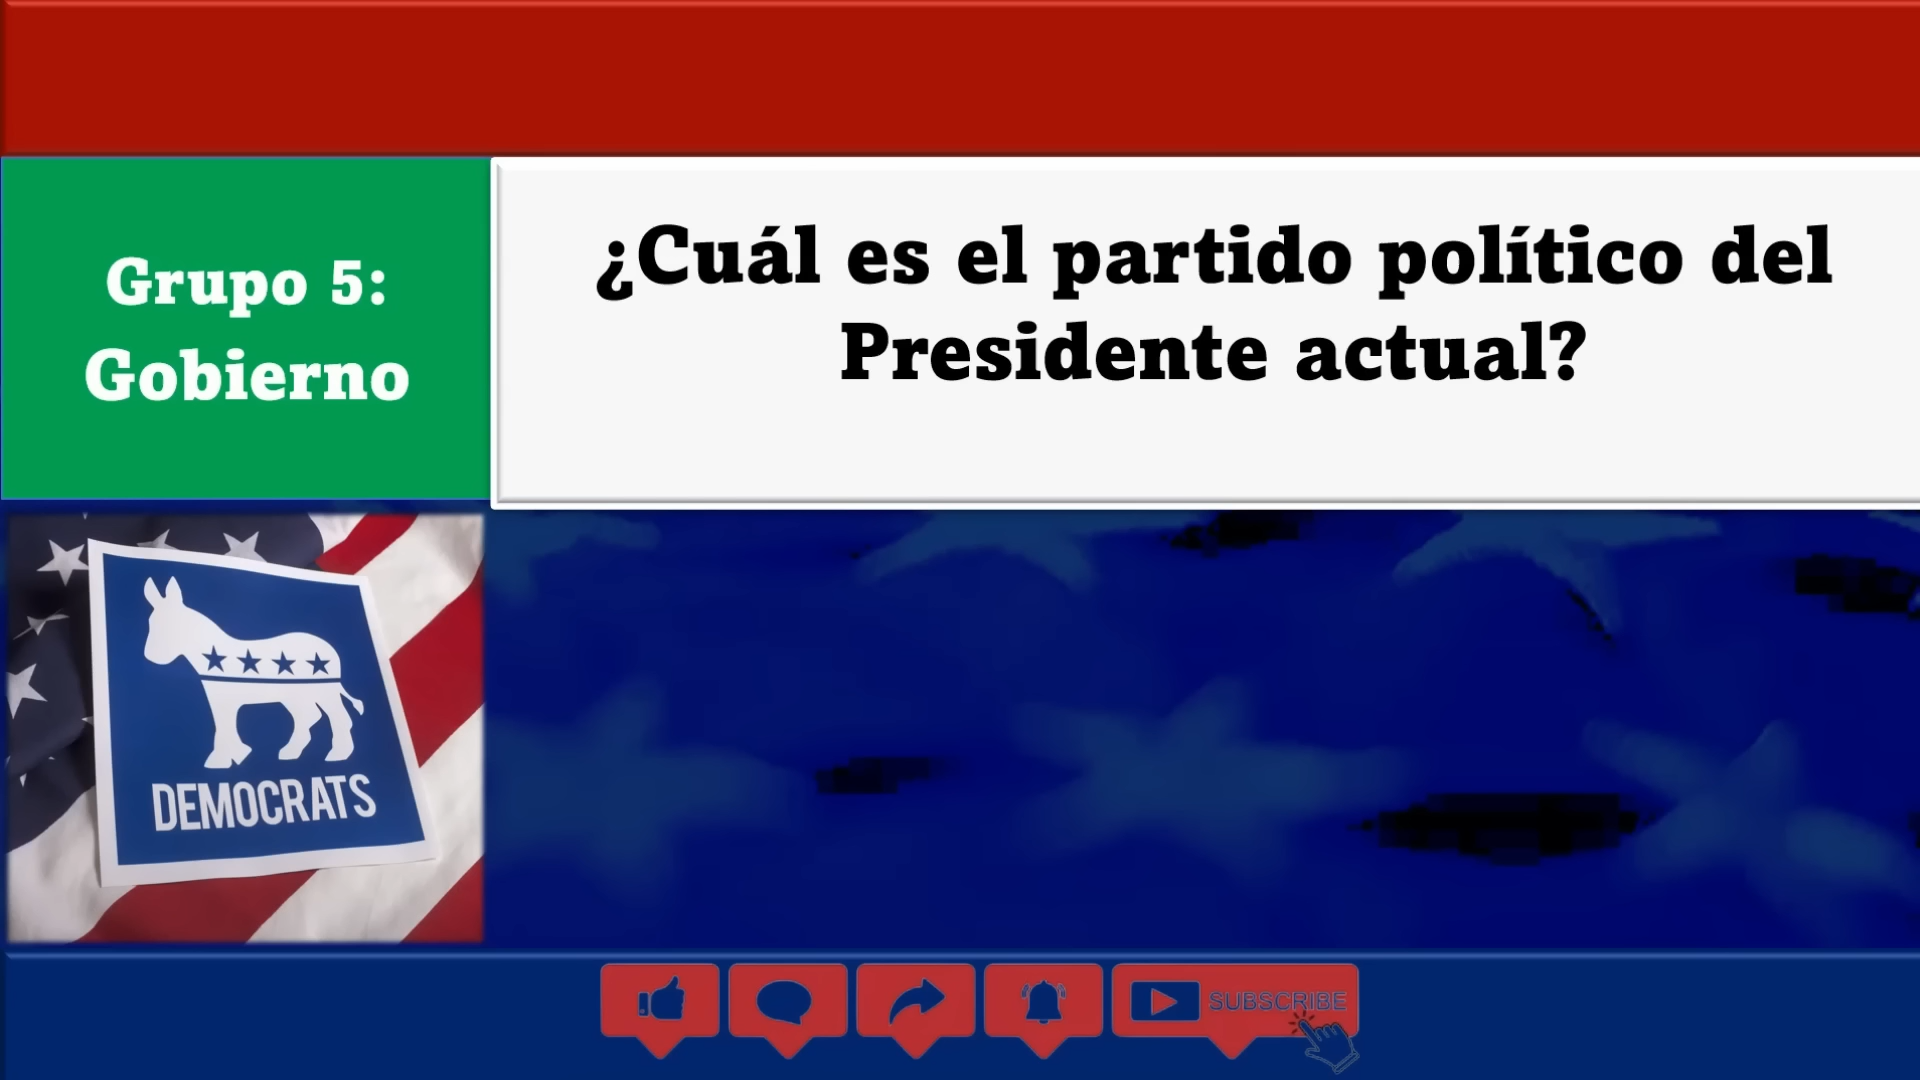 Grupo 5:
Gobierno
¿Cuál es el partido político del
Presidente actual?
DEMOCRATS
SUBSCRIBE